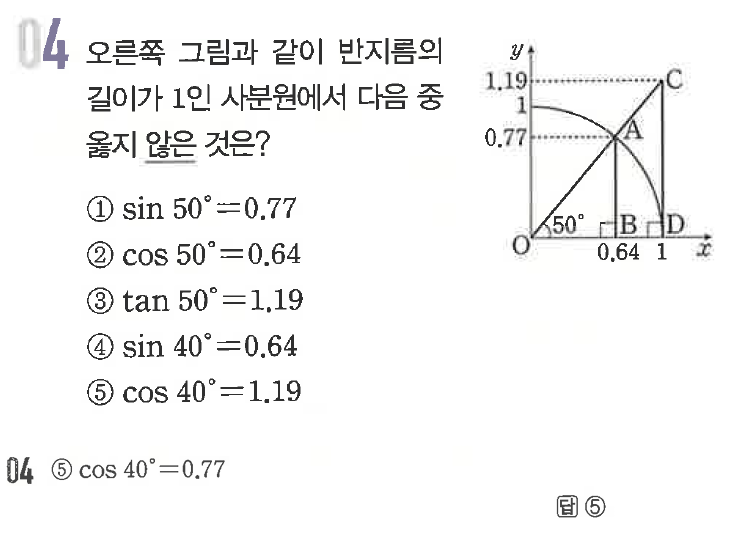 04 오른쪽 그림과 같이 반지름의
길이가 1인 사분원에서 다음 중
옳지 않은 것은?
① sin 50°=0.77
② cos 50°=0.64
③ tan 50°=1.19
④ sin 40°=0.64
⑤ cos 40°=1.19
y
1.19 C
1
0.77 A
O 50° B D
0.64 1 x
04 ⑤ cos 40°=0.77
답 ⑤